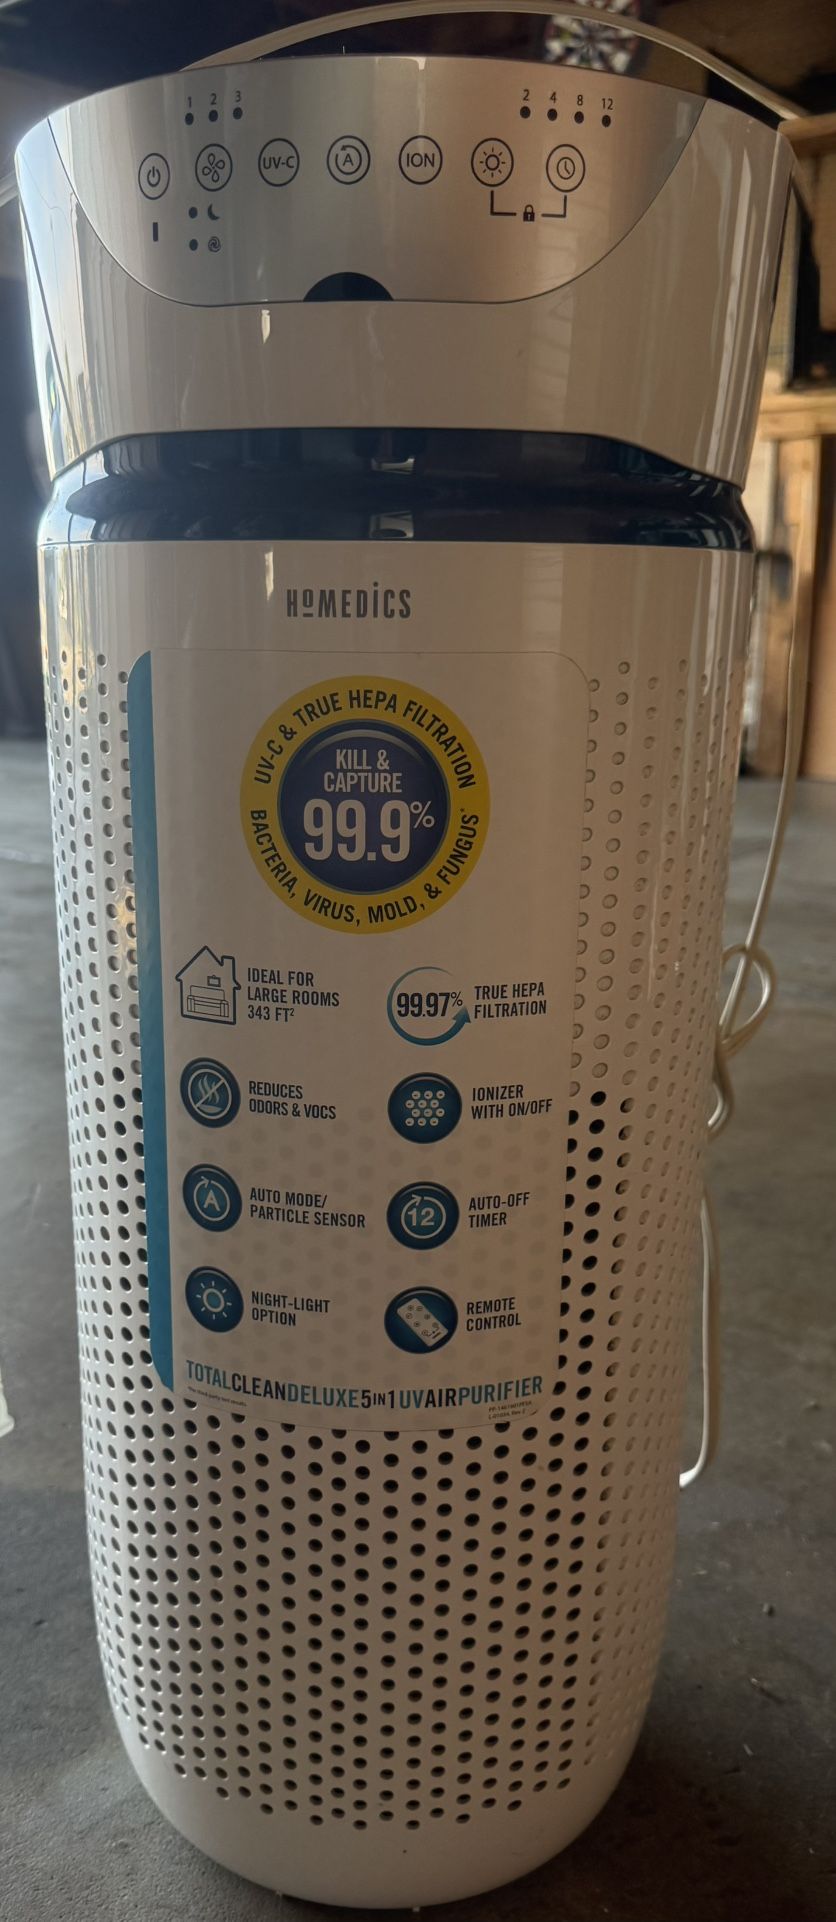 1 2 3
2 4 8 12
UV-C
A
ION
HoMEDiCS
UV-C & TRUE HEPA FILTRATION
KILL &
CAPTURE
99.9%
BACTERIA, VIRUS, MOLD, & FUNGUS*
IDEAL FOR
LARGE ROOMS
343 FT²
99.97%
TRUE HEPA
FILTRATION
REDUCES
ODORS & VOCS
IONIZER
WITH ON/OFF
A
AUTO MODE/
PARTICLE SENSOR
12
AUTO-OFF
TIMER
NIGHT-LIGHT
OPTION
REMOTE
CONTROL
TOTALCLEANDELUXE5IN1UVAIRPURIFIER